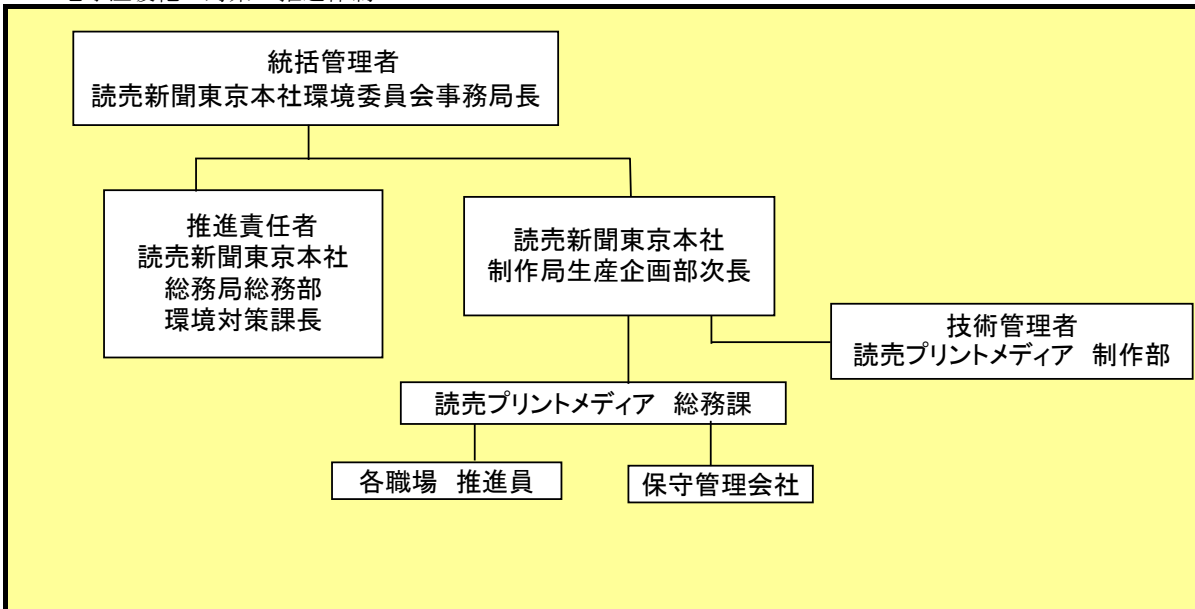 統括管理者
読売新聞東京本社環境委員会事務局長
推進責任者
読売新聞東京本社
総務局総務部
環境対策課長
読売新聞東京本社
制作局生産企画部次長
技術管理者
読売プリントメディア 制作部
読売プリントメディア 総務課
各職場 推進員
保守管理会社